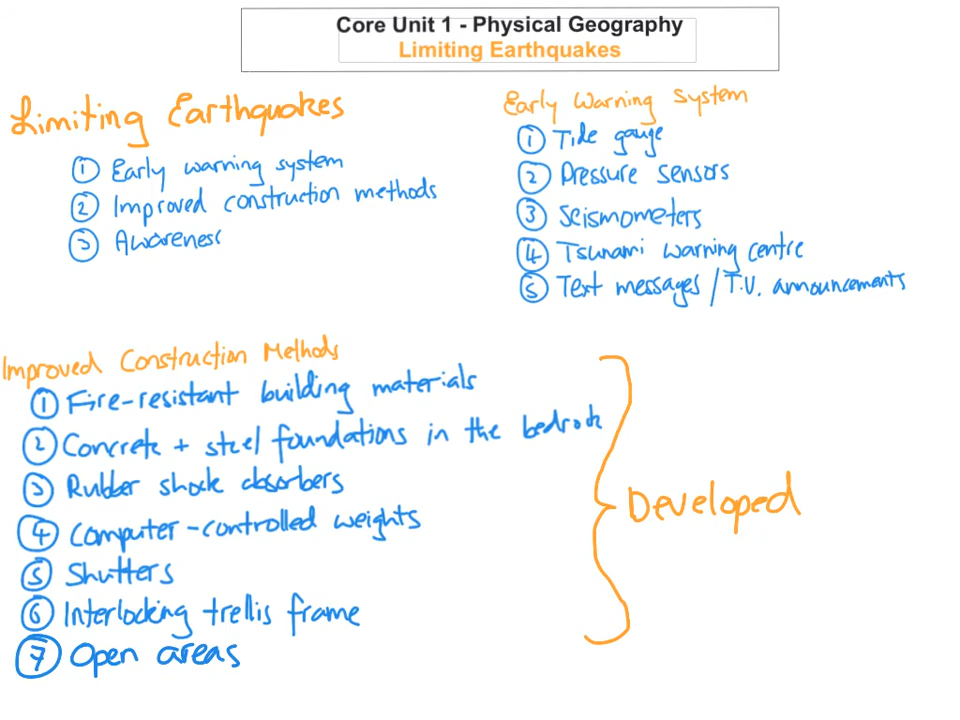 Core Unit 1 - Physical Geography
Limiting Earthquakes
Limiting Earthquakes
1 Early warning system
2 Improved construction methods
3 Awareness
Early Warning System
1 Tide gauge
2 Pressure sensors
3 Seismometers
4 Tsunami warning centre
5 Text messages / T.V. announcements
Improved Construction Methods
1 Fire-resistant building materials
2 Concrete + steel foundations in the bedrock
3 Rubber shock absorbers
4 Computer-controlled weights
5 Shutters
6 Interlocking trellis frame
7 Open areas
Developed